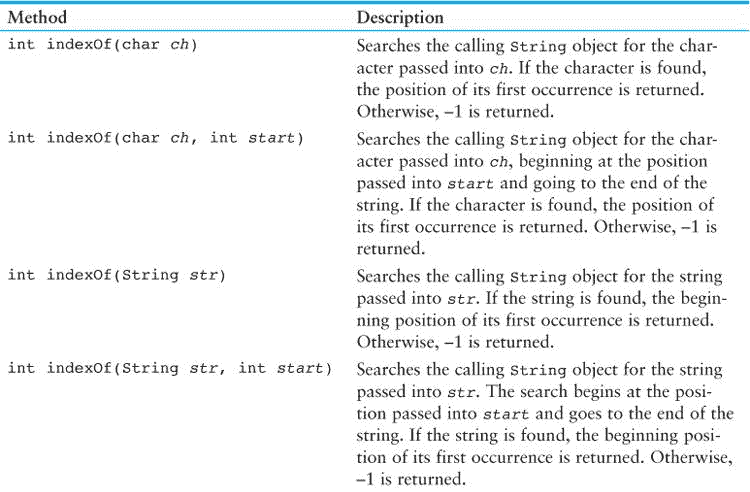 Method Description
int indexOf(char ch) Searches the calling String object for the char-
acter passed into ch. If the character is found,
the position of its first occurrence is returned.
Otherwise, –1 is returned.
int indexOf(char ch, int start) Searches the calling String object for the char-
acter passed into ch, beginning at the position
passed into start and going to the end of the
string. If the character is found, the position of
its first occurrence is returned. Otherwise, –1 is
returned.
int indexOf(String str) Searches the calling String object for the string
passed into str. If the string is found, the begin-
ning position of its first occurrence is returned.
Otherwise, –1 is returned.
int indexOf(String str, int start) Searches the calling String object for the string
passed into str. The search begins at the posi-
tion passed into start and goes to the end of the
string. If the string is found, the beginning posi-
tion of its first occurrence is returned. Otherwise,
–1 is returned.